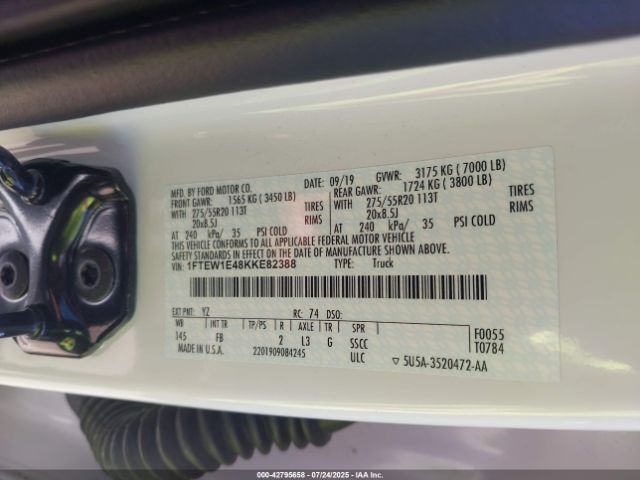 MFD. BY FORD MOTOR CO.
DATE: 09/19 GVWR: 3175 KG ( 7000 LB)
FRONT GAWR: 1565 KG ( 3450 LB) REAR GAWR: 1724 KG ( 3800 LB)
WITH 275/55R20 113T TIRES WITH 275/55R20 113T TIRES
20x8.5J RIMS 20x8.5J RIMS
AT 240 kPa/ 35 PSI COLD AT 240 kPa/ 35 PSI COLD
THIS VEHICLE CONFORMS TO ALL APPLICABLE FEDERAL MOTOR VEHICLE
SAFETY STANDARDS IN EFFECT ON THE DATE OF MANUFACTURE SHOWN ABOVE.
VIN: 1FTEW1E48KKE82388 TYPE: Truck
EXT PNT: YZ RC: 74 DSO:
WB INT TR TP/PS R AXLE TR SPR F0055
145 FB 2 L3 G SSCC T0784
MADE IN U.S.A. 2201909084245 ULC 5U5A-3520472-AA
000-42795658 - 07/24/2025 - IAAI.COM